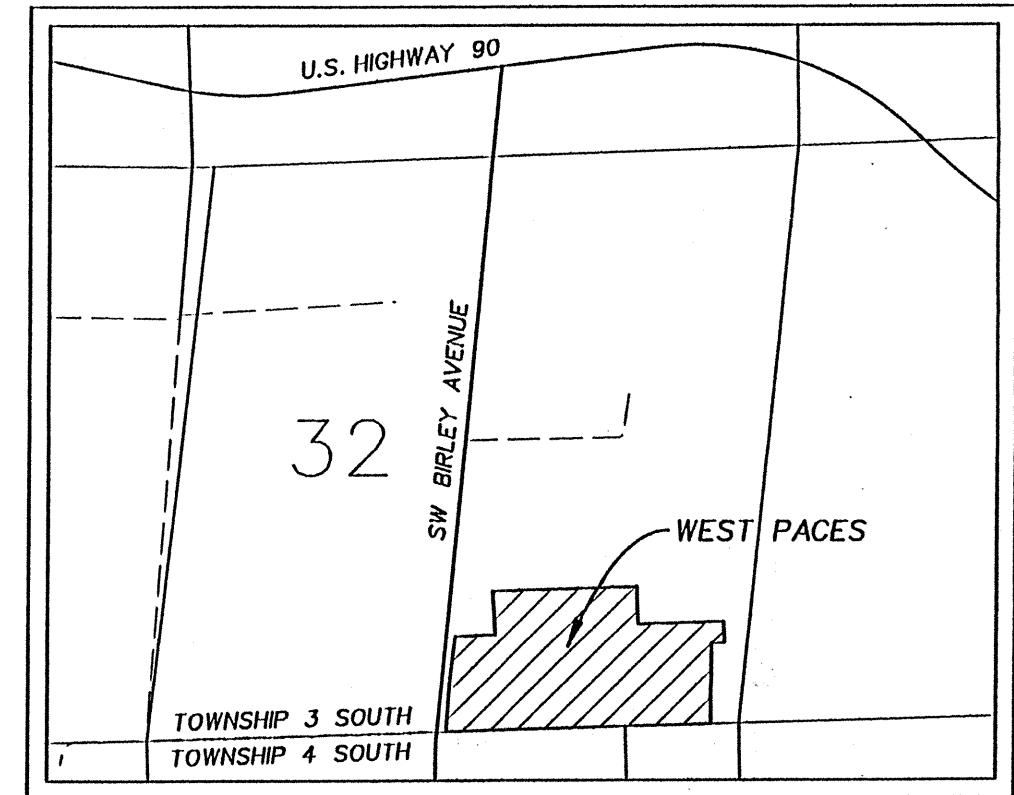 U.S. HIGHWAY 90
SW BIRLEY AVENUE
32
WEST PACES
TOWNSHIP 3 SOUTH
TOWNSHIP 4 SOUTH